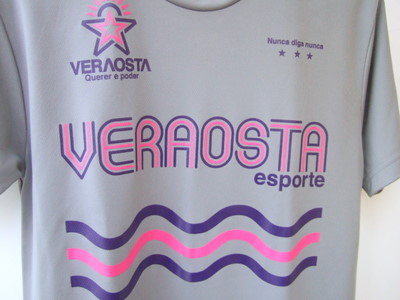 VERAOSTA
Querer e poder
Nunca diga nunca
VERAOSTA
esporte